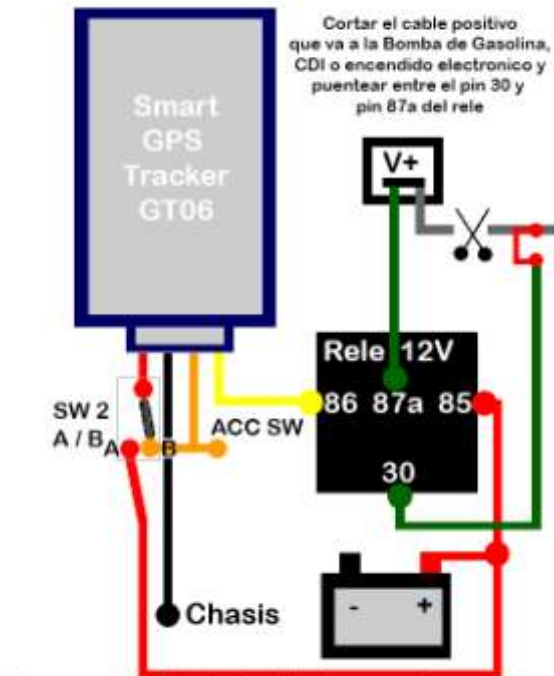 Cortar el cable positivo
que va a la Bomba de Gasolina,
CDI o encendido electronico y
puentear entre el pin 30 y
pin 87a del rele
Smart
GPS
Tracker
GT06
V+
Rele 12V
86 87a 85
30
SW 2
A / B
A
B
ACC SW
Chasis
- +